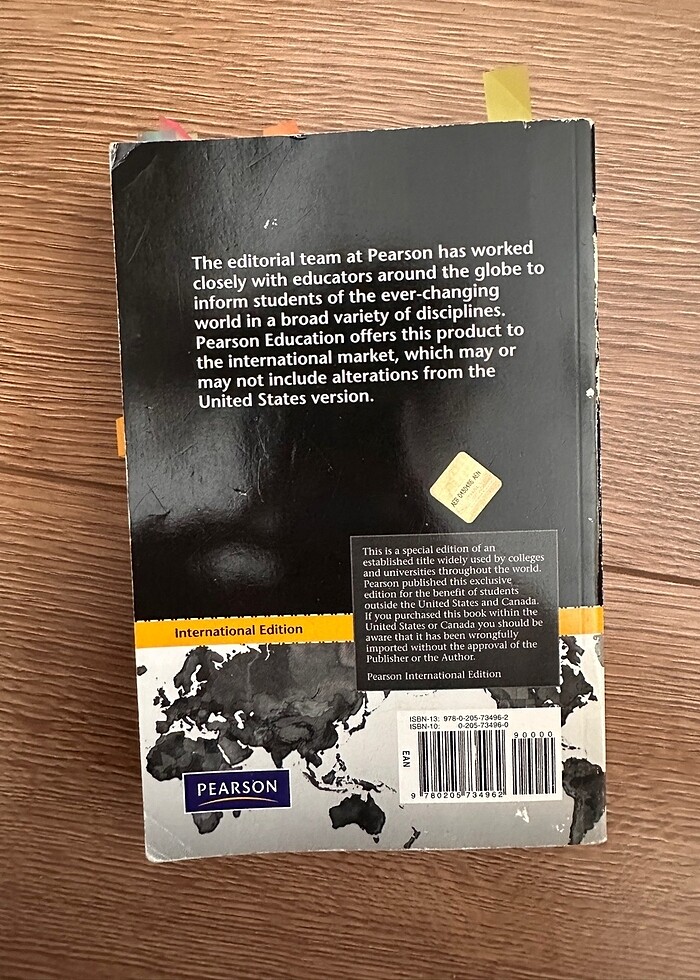 The editorial team at Pearson has worked
closely with educators around the globe to
inform students of the ever-changing
world in a broad variety of disciplines.
Pearson Education offers this product to
the international market, which may or
may not include alterations from the
United States version.
This is a special edition of an
established title widely used by colleges
and universities throughout the world.
Pearson published this exclusive
edition for the benefit of students
outside the United States and Canada.
If you purchased this book within the
United States or Canada you should be
aware that it has been wrongfully
imported without the approval of the
Publisher or the Author.
Pearson International Edition
International Edition
ISBN-13: 978-0-205-73496-2
ISBN-10: 0-205-73496-0
90000
EAN
9 780205 734962
PEARSON